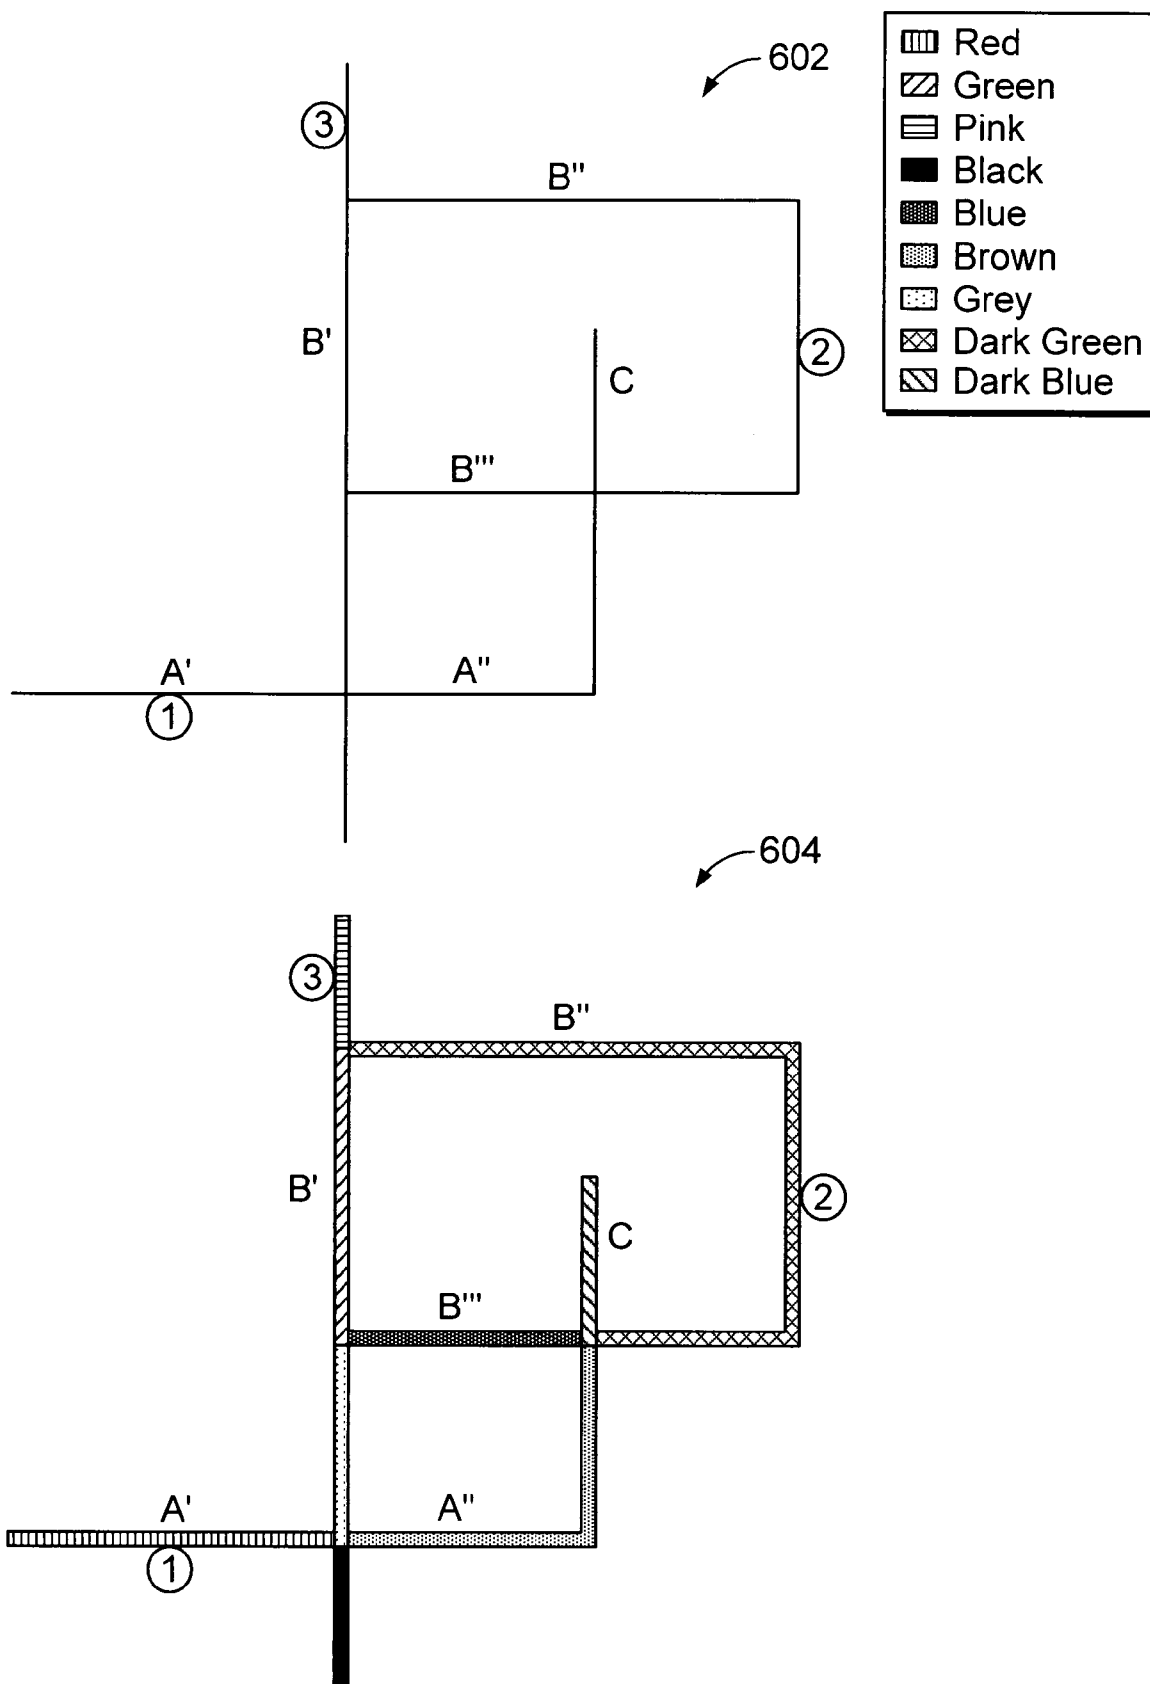 602
3
B''
B'
2
C
B'''
A'
A''
1
Red
Green
Pink
Black
Blue
Brown
Grey
Dark Green
Dark Blue
604
3
B''
B'
2
C
B'''
A'
A''
1